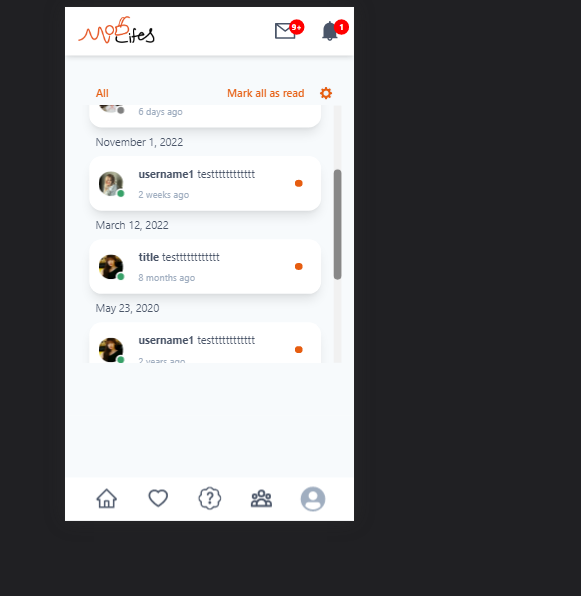 MobLifes
9+
1
All
Mark all as read
6 days ago
November 1, 2022
username1 testttttttttttt
2 weeks ago
March 12, 2022
title testttttttttttt
8 months ago
May 23, 2020
username1 testttttttttttt
2 years ago
?